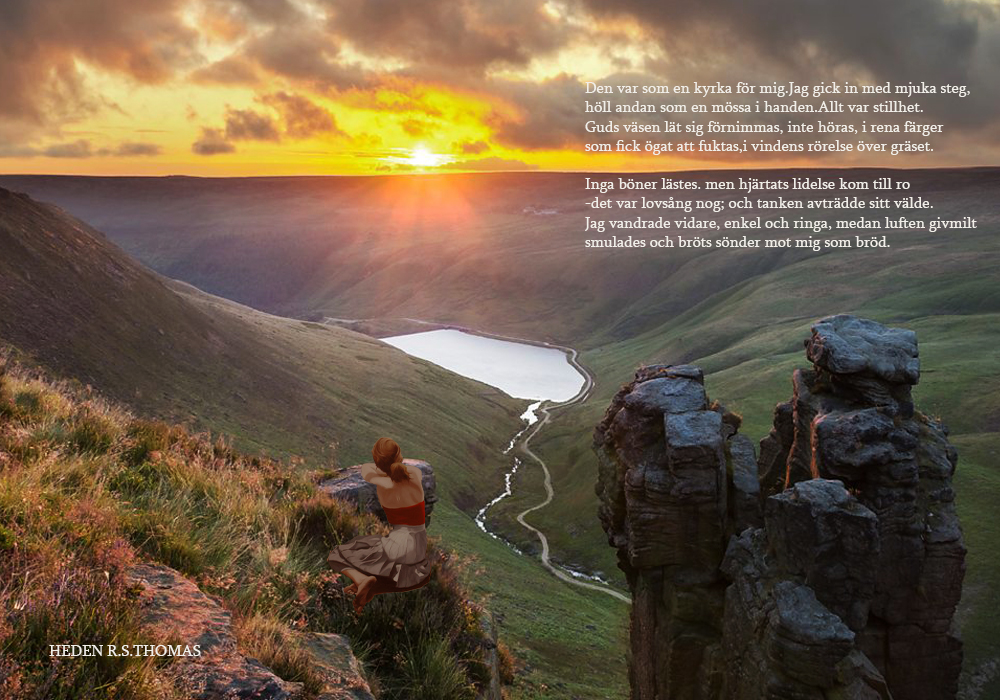 Den var som en kyrka för mig.Jag gick in med mjuka steg,
höll andan som en mössa i handen.Allt var stillhet.
Guds väsen lät sig förnimmas, inte höras, i rena färger
som fick ögat att fuktas,i vindens rörelse över gräset.
Inga böner lästes. men hjärtats lidelse kom till ro
-det var lovsång nog; och tanken avträdde sitt välde.
Jag vandrade vidare, enkel och ringa, medan luften givmilt
smulades och bröts sönder mot mig som bröd.
HEDEN R.S.THOMAS